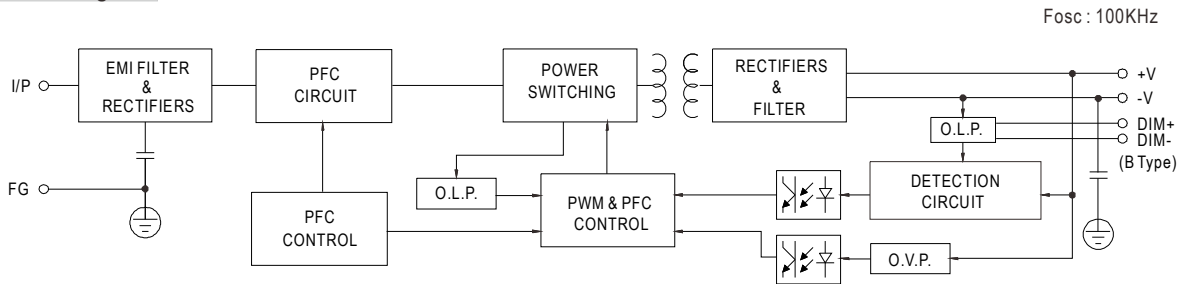 Fosc : 100KHz
I/P
EMI FILTER
&
RECTIFIERS
PFC
CIRCUIT
POWER
SWITCHING
RECTIFIERS
&
FILTER
+V
-V
DIM+
DIM-
(B Type)
O.L.P.
FG
O.L.P.
PFC
CONTROL
PWM & PFC
CONTROL
DETECTION
CIRCUIT
O.V.P.